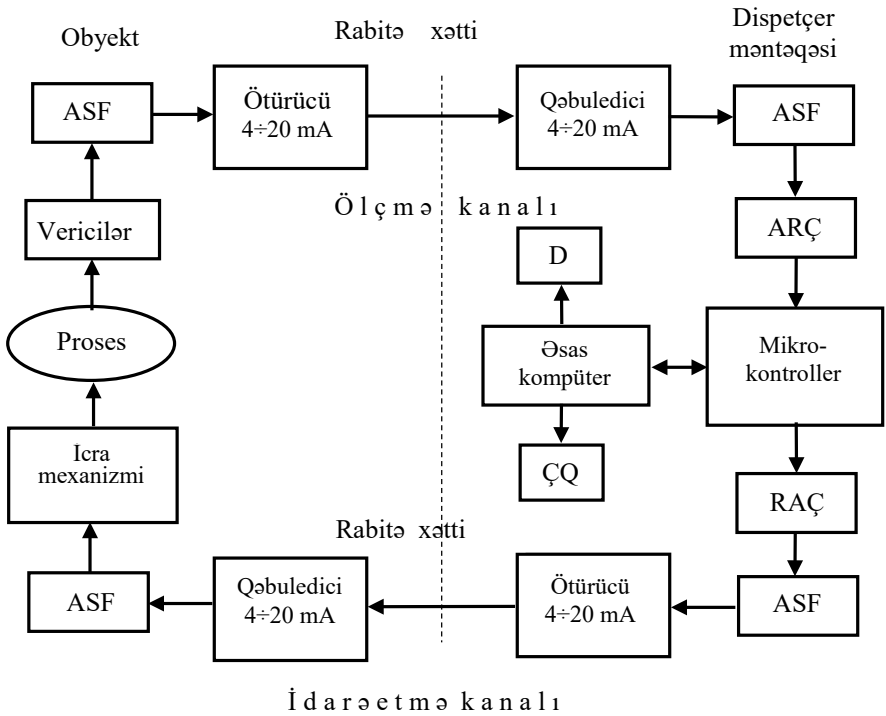 Obyekt
Rabitə xətti
Dispetçer
məntəqəsi
ASF
Ötürücü
4÷20 mA
Qəbuledici
4÷20 mA
ASF
Vericilər
Ölçmə kanalı
ARÇ
D
Proses
Əsas
kompüter
Mikro-
kontroller
İcra
mexanizmi
ÇQ
RAÇ
Rabitə xətti
ASF
Qəbuledici
4÷20 mA
Ötürücü
4÷20 mA
ASF
İdarəetmə kanalı